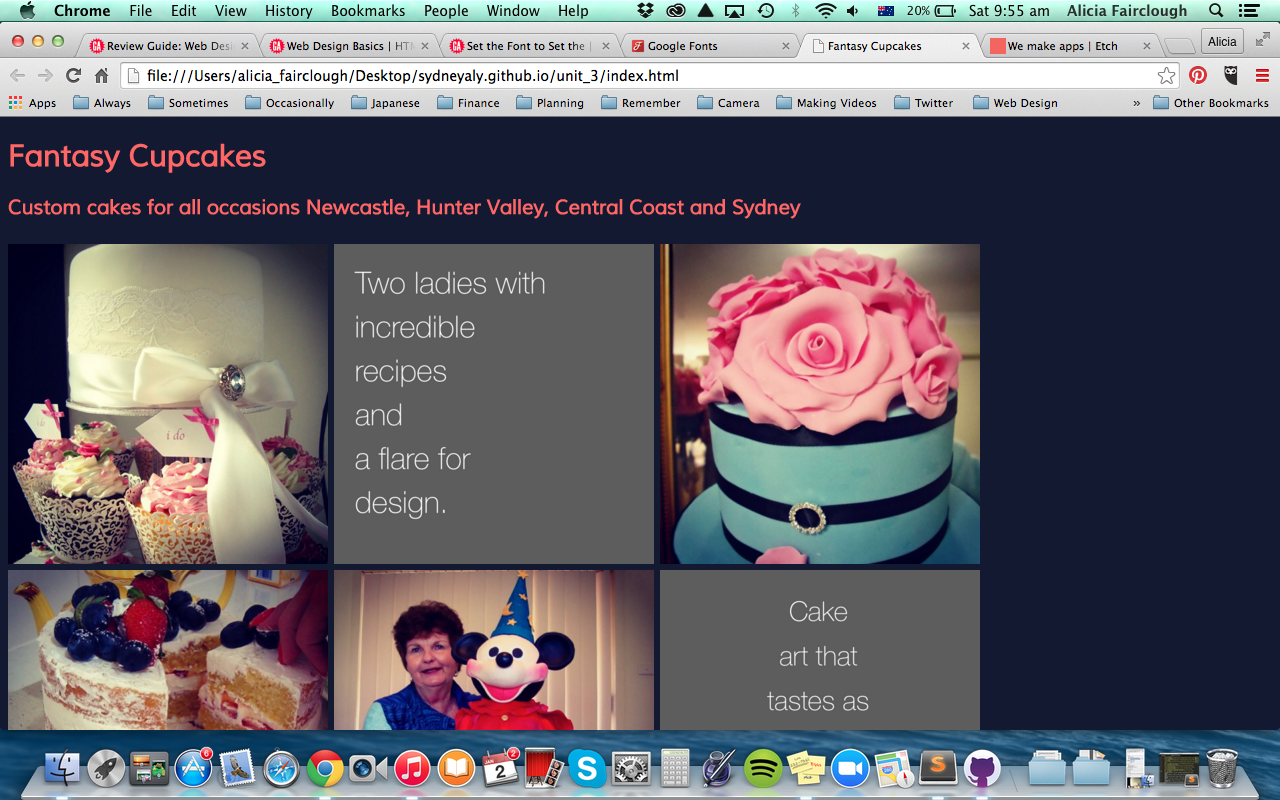 Chrome File Edit View History Bookmarks People Window Help 20% Sat 9:55 am Alicia Fairclough
Review Guide: Web Des
Web Design Basics | HTM
Set the Font to Set the |
Google Fonts
Fantasy Cupcakes
We make apps | Etch
Alicia
file:///Users/alicia_fairclough/Desktop/sydneyaly.github.io/unit_3/index.html
Apps Always Sometimes Occasionally Japanese Finance Planning Remember Camera Making Videos Twitter Web Design » Other Bookmarks
Fantasy Cupcakes
Custom cakes for all occasions Newcastle, Hunter Valley, Central Coast and Sydney
i do
Two ladies with
incredible
recipes
and
a flare for
design.
Cake
art that
tastes as
6
JAN
2
2
S
S